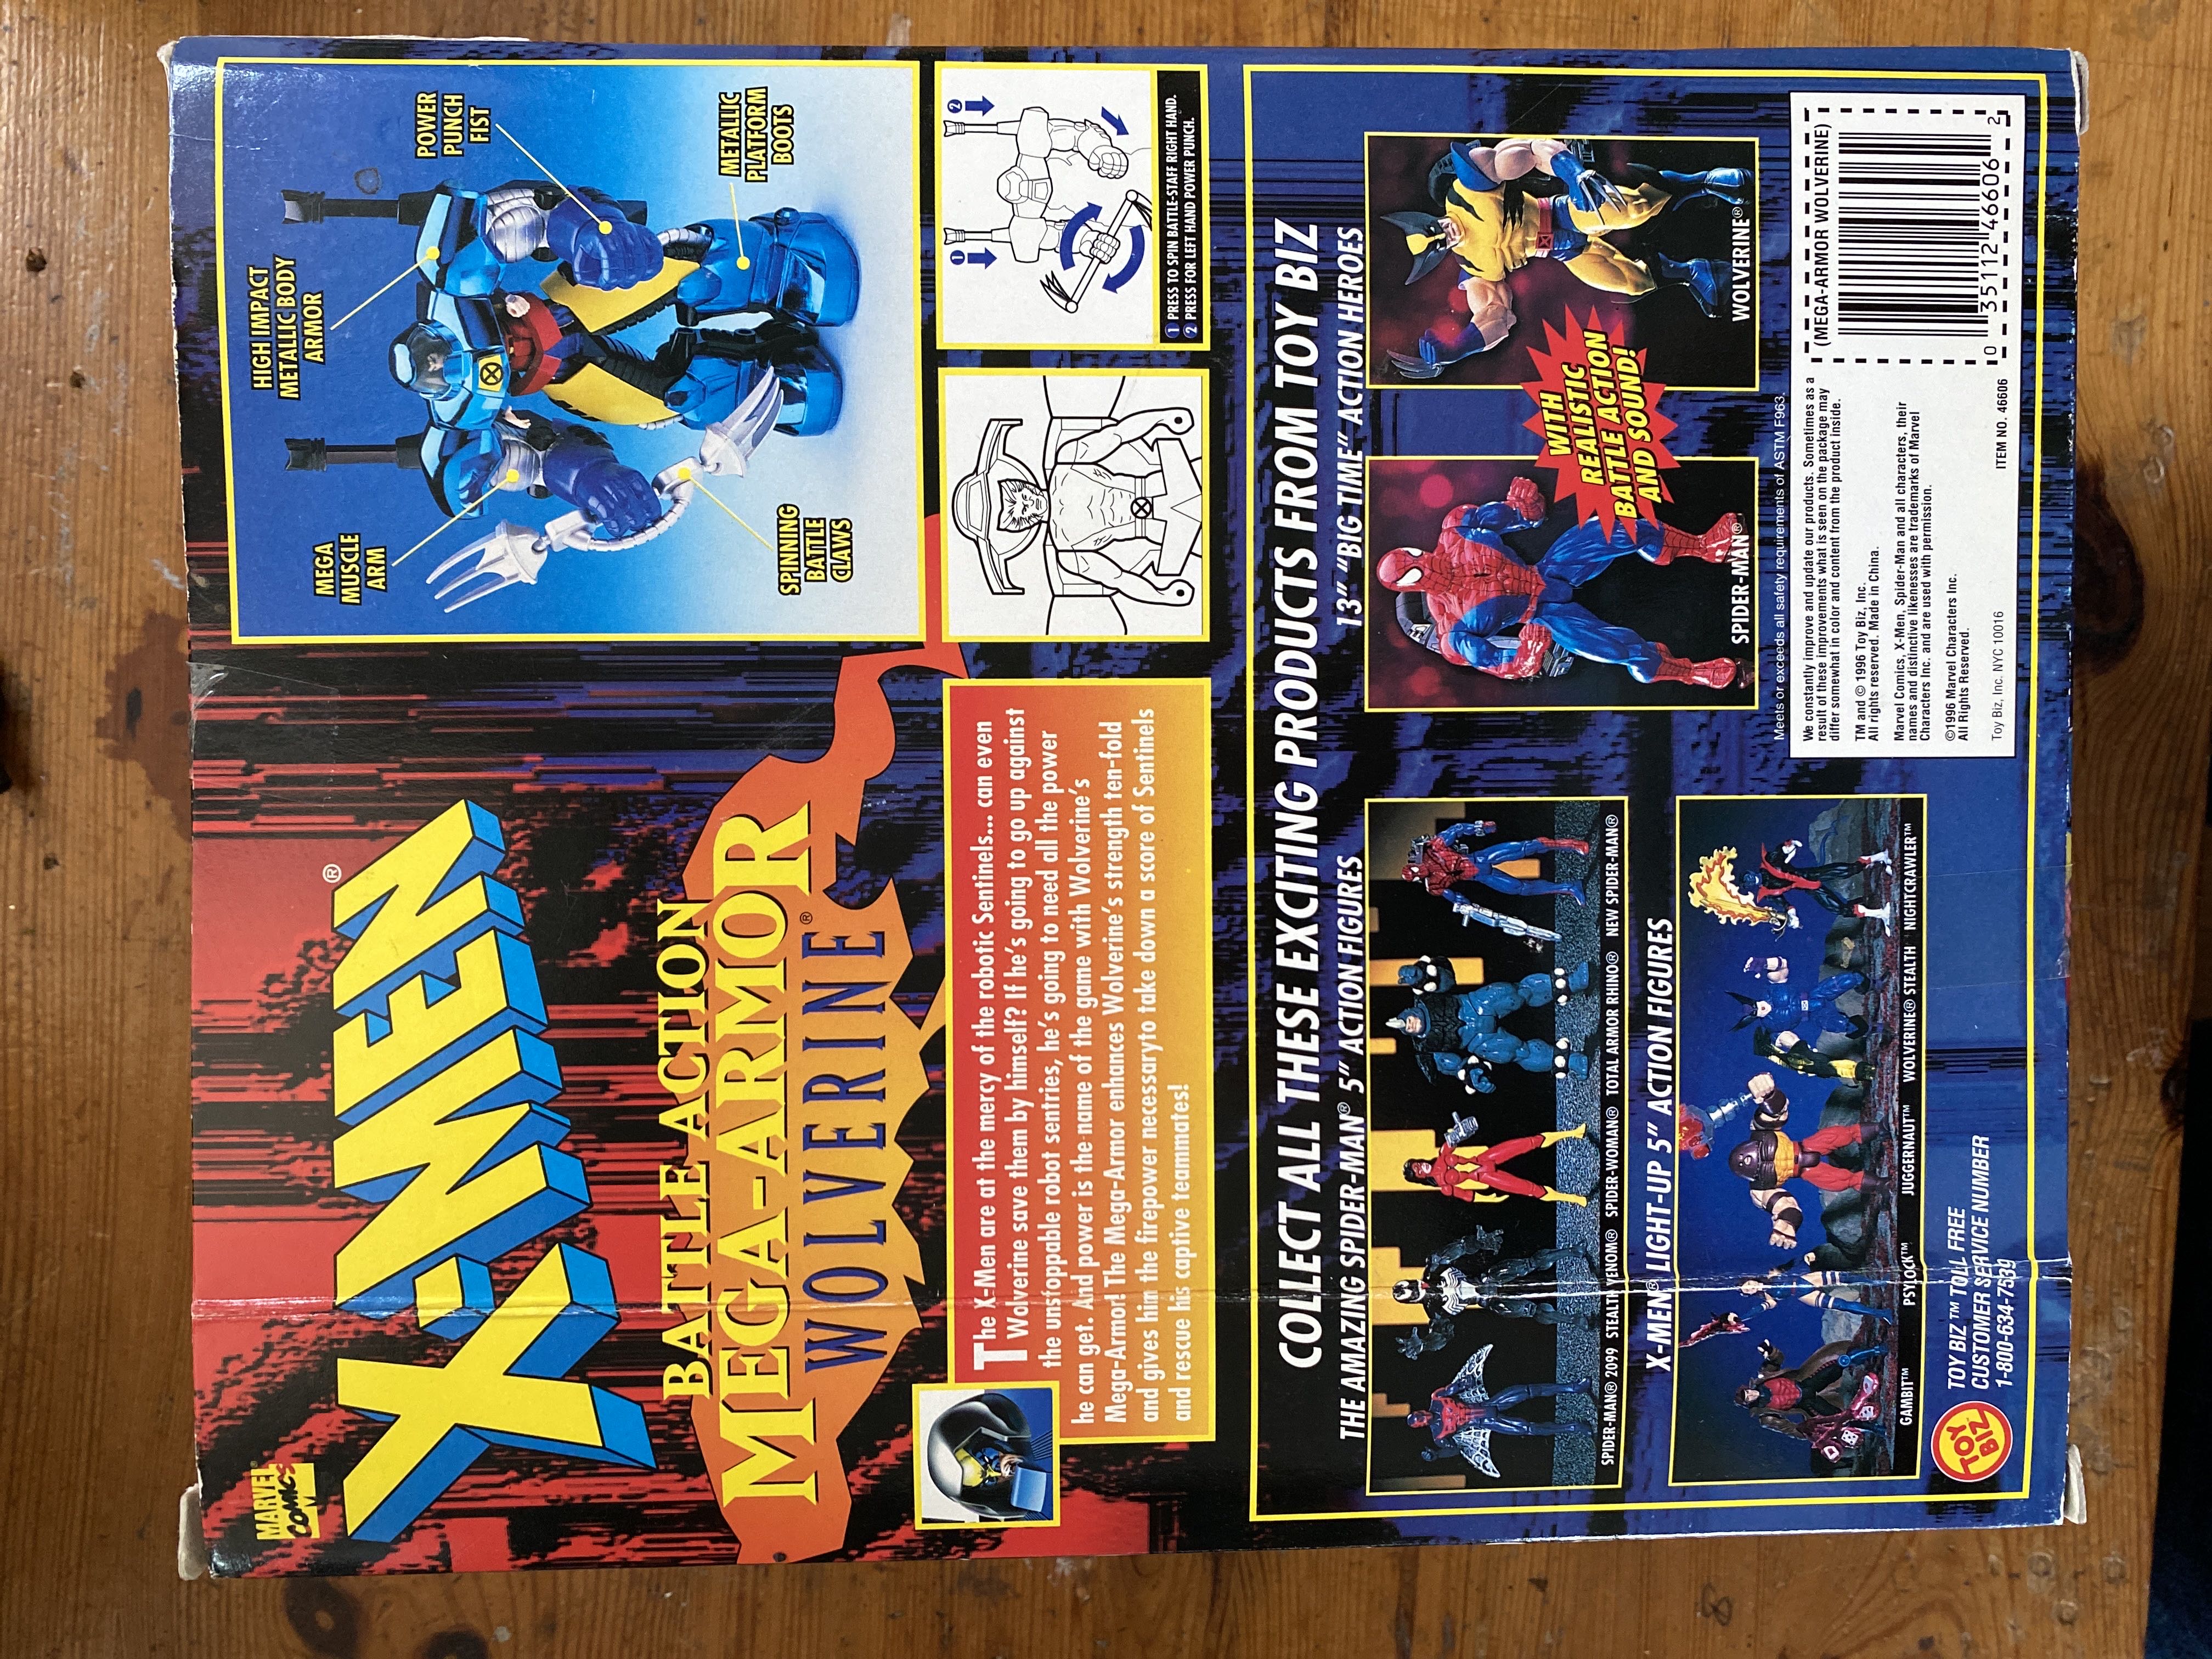 MARVEL
COMICS
X-MEN®
BATTLE ACTION
MEGA-ARMOR
WOLVERINE®
HIGH IMPACT
METALLIC BODY
ARMOR
POWER
PUNCH
FIST
MEGA
MUSCLE
ARM
METALLIC
PLATFORM
BOOTS
SPINNING
BATTLE
CLAWS
The X-Men are at the mercy of the robotic Sentinels... can even
Wolverine save them by himself? If he's going to go up against
the unstoppable robot sentries, he's going to need all the power
he can get. And power is the name of the game with Wolverine's
Mega-Armor! The Mega-Armor enhances Wolverine's strength ten-fold
and gives him the firepower necessaryto take down a score of Sentinels
and rescue his captive teammates!
1
2
1 PRESS TO SPIN BATTLE-STAFF RIGHT HAND.
2 PRESS FOR LEFT HAND POWER PUNCH.
COLLECT ALL THESE EXCITING PRODUCTS FROM TOY BIZ
THE AMAZING SPIDER-MAN® 5" ACTION FIGURES
SPIDER-MAN® 2099 STEALTH VENOM® SPIDER-WOMAN® TOTAL ARMOR RHINO® NEW SPIDER-MAN®
X-MEN® LIGHT-UP 5" ACTION FIGURES
GAMBIT™ PSYLOCK™ JUGGERNAUT™ WOLVERINE® STEALTH NIGHTCRAWLER™
13" "BIG TIME" ACTION HEROES
WITH
REALISTIC
BATTLE ACTION
AND SOUND!
SPIDER-MAN®
WOLVERINE®
TOY
BIZ
TOY BIZ™ TOLL FREE
CUSTOMER SERVICE NUMBER
1-800-634-7539
Meets or exceeds all safety requirements of ASTM F963.
We constantly improve and update our products. Sometimes as a
result of these improvements what is seen on the package may
differ somewhat in color and content from the product inside.
TM and © 1996 Toy Biz, Inc.
All rights reserved. Made in China.
Marvel Comics, X-Men, Spider-Man and all characters, their
names and distinctive likenesses are trademarks of Marvel
Characters Inc. and are used with permission.
©1996 Marvel Characters Inc.
All Rights Reserved.
Toy Biz, Inc. NYC 10016
ITEM NO. 46606
(MEGA-ARMOR WOLVERINE)
0 35112 46606 2